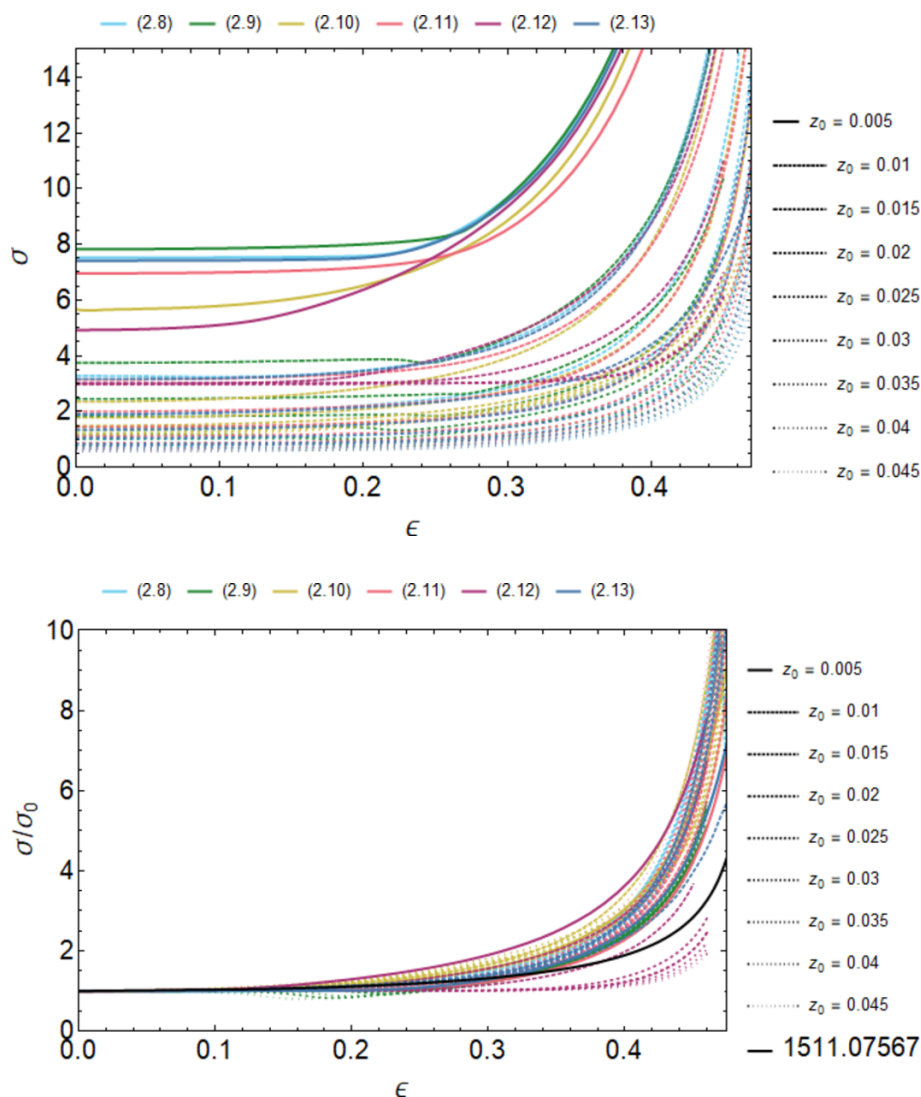 (2.8) (2.9) (2.10) (2.11) (2.12) (2.13)
14
12
10
8
6
4
2
0
σ
0.0 0.1 0.2 0.3 0.4
ϵ
z₀ = 0.005
z₀ = 0.01
z₀ = 0.015
z₀ = 0.02
z₀ = 0.025
z₀ = 0.03
z₀ = 0.035
z₀ = 0.04
z₀ = 0.045
(2.8) (2.9) (2.10) (2.11) (2.12) (2.13)
10
8
6
4
2
0
σ/σ₀
0.0 0.1 0.2 0.3 0.4
ϵ
z₀ = 0.005
z₀ = 0.01
z₀ = 0.015
z₀ = 0.02
z₀ = 0.025
z₀ = 0.03
z₀ = 0.035
z₀ = 0.04
z₀ = 0.045
1511.07567